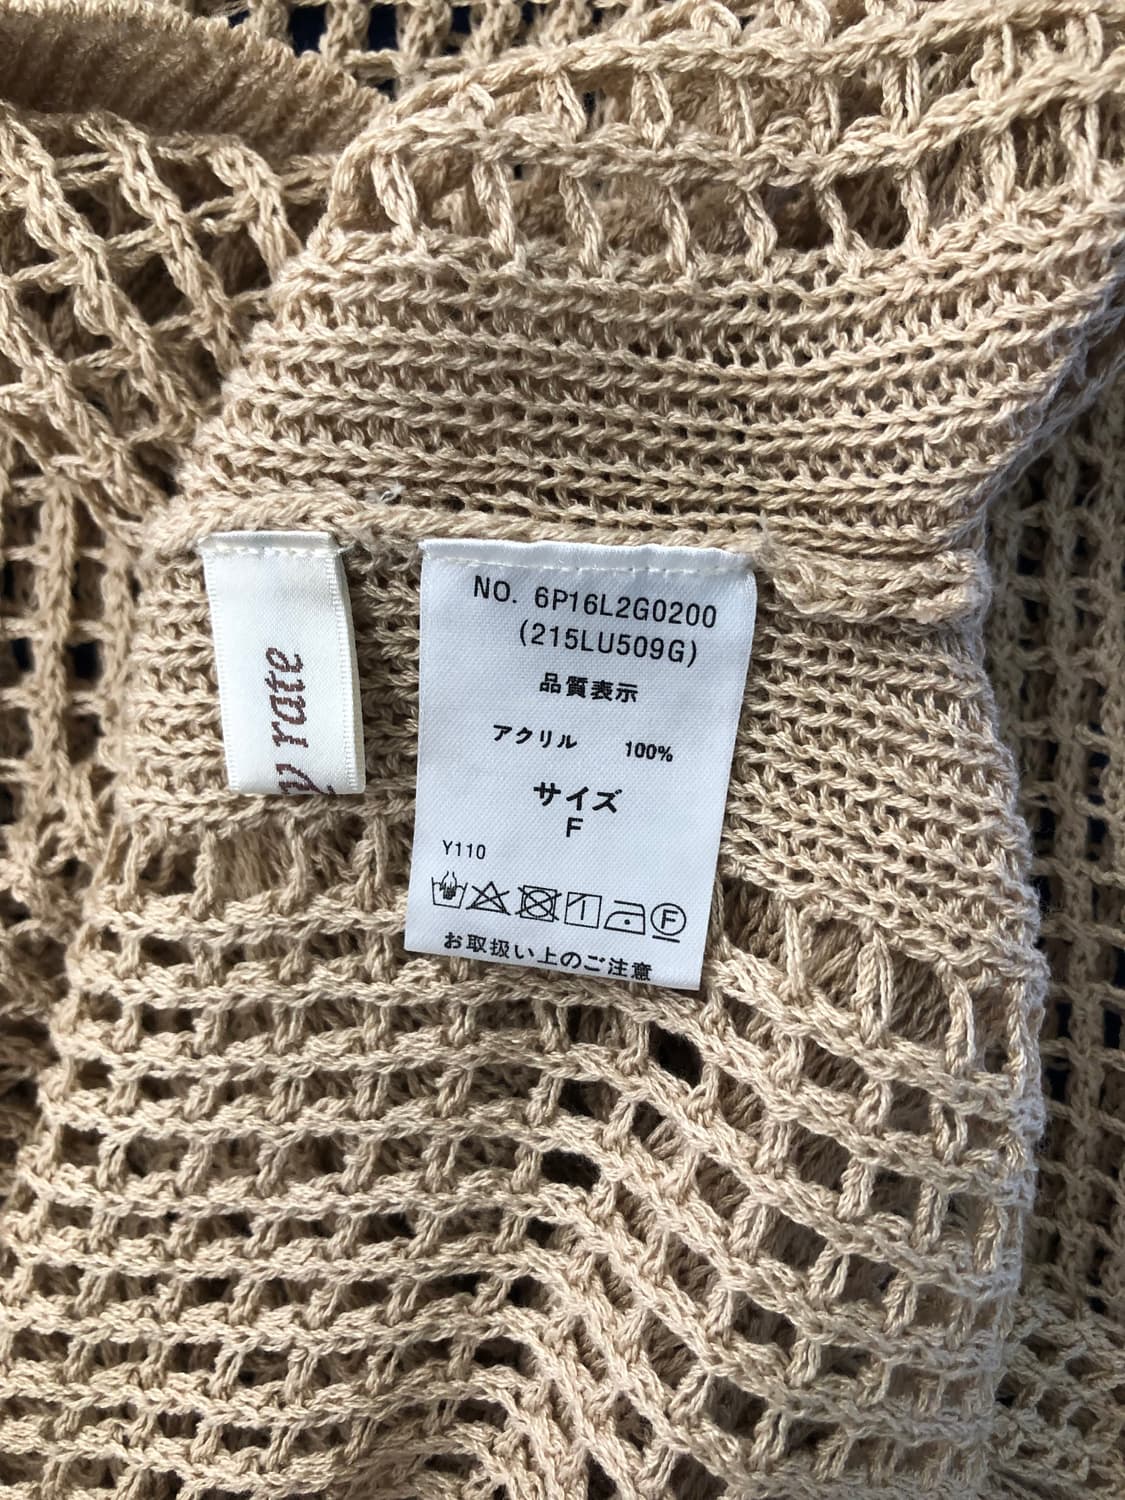 y rate
NO. 6P16L2G0200
(215LU509G)
品質表示
アクリル 100%
サイズ
F
Y110
F
お取扱い上のご注意